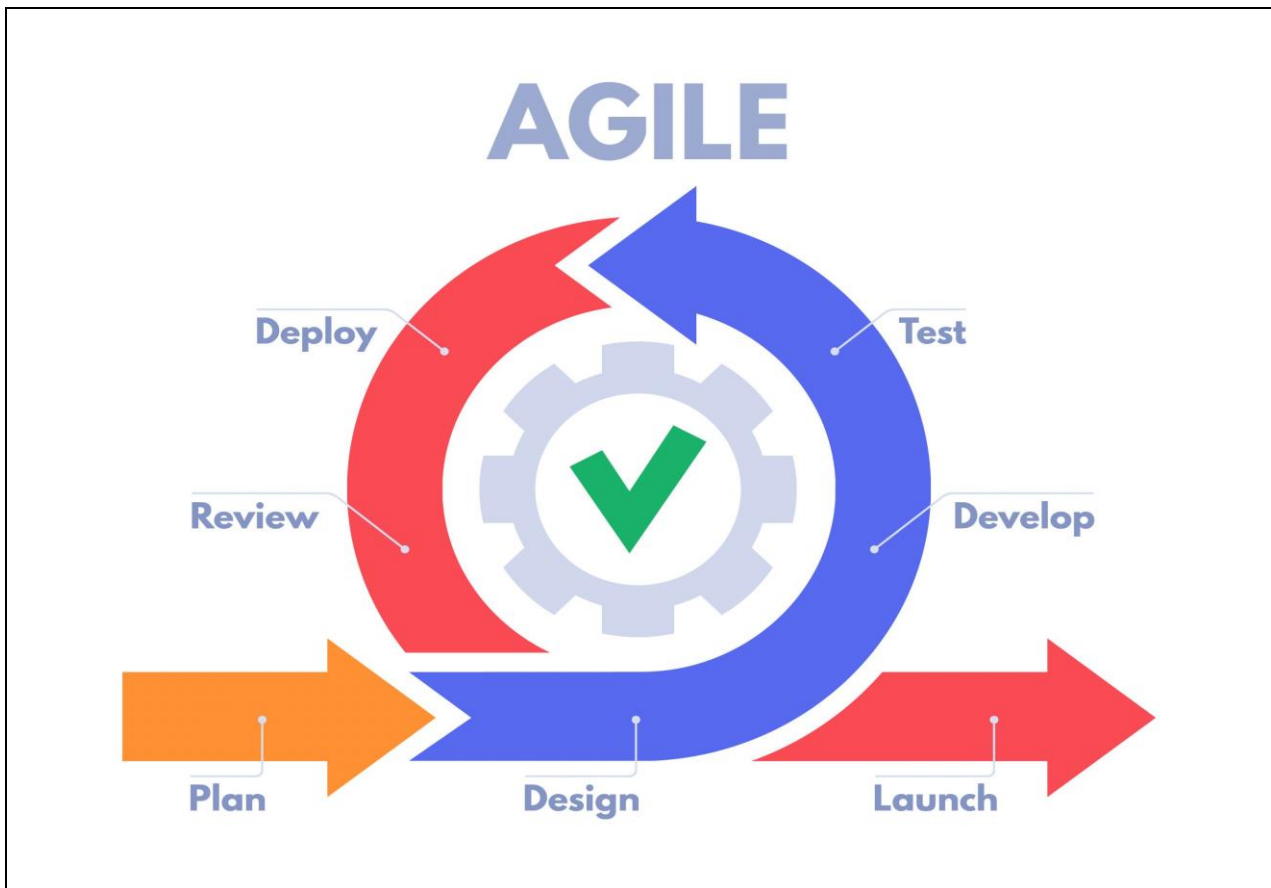 AGILE
Deploy
Test
Review
Develop
Plan
Design
Launch